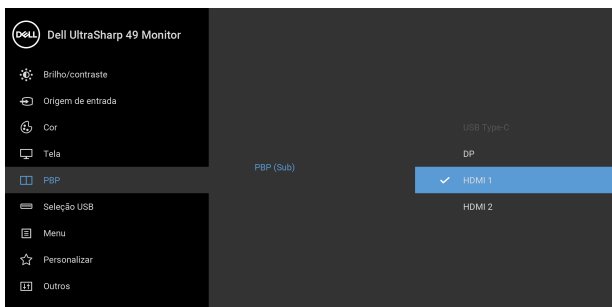 DELL
Dell UltraSharp 49 Monitor
Brilho/contraste
Origem de entrada
Cor
Tela
PBP
Seleção USB
Menu
Personalizar
Outros
PBP (Sub)
USB Type-C
DP
HDMI 1
HDMI 2